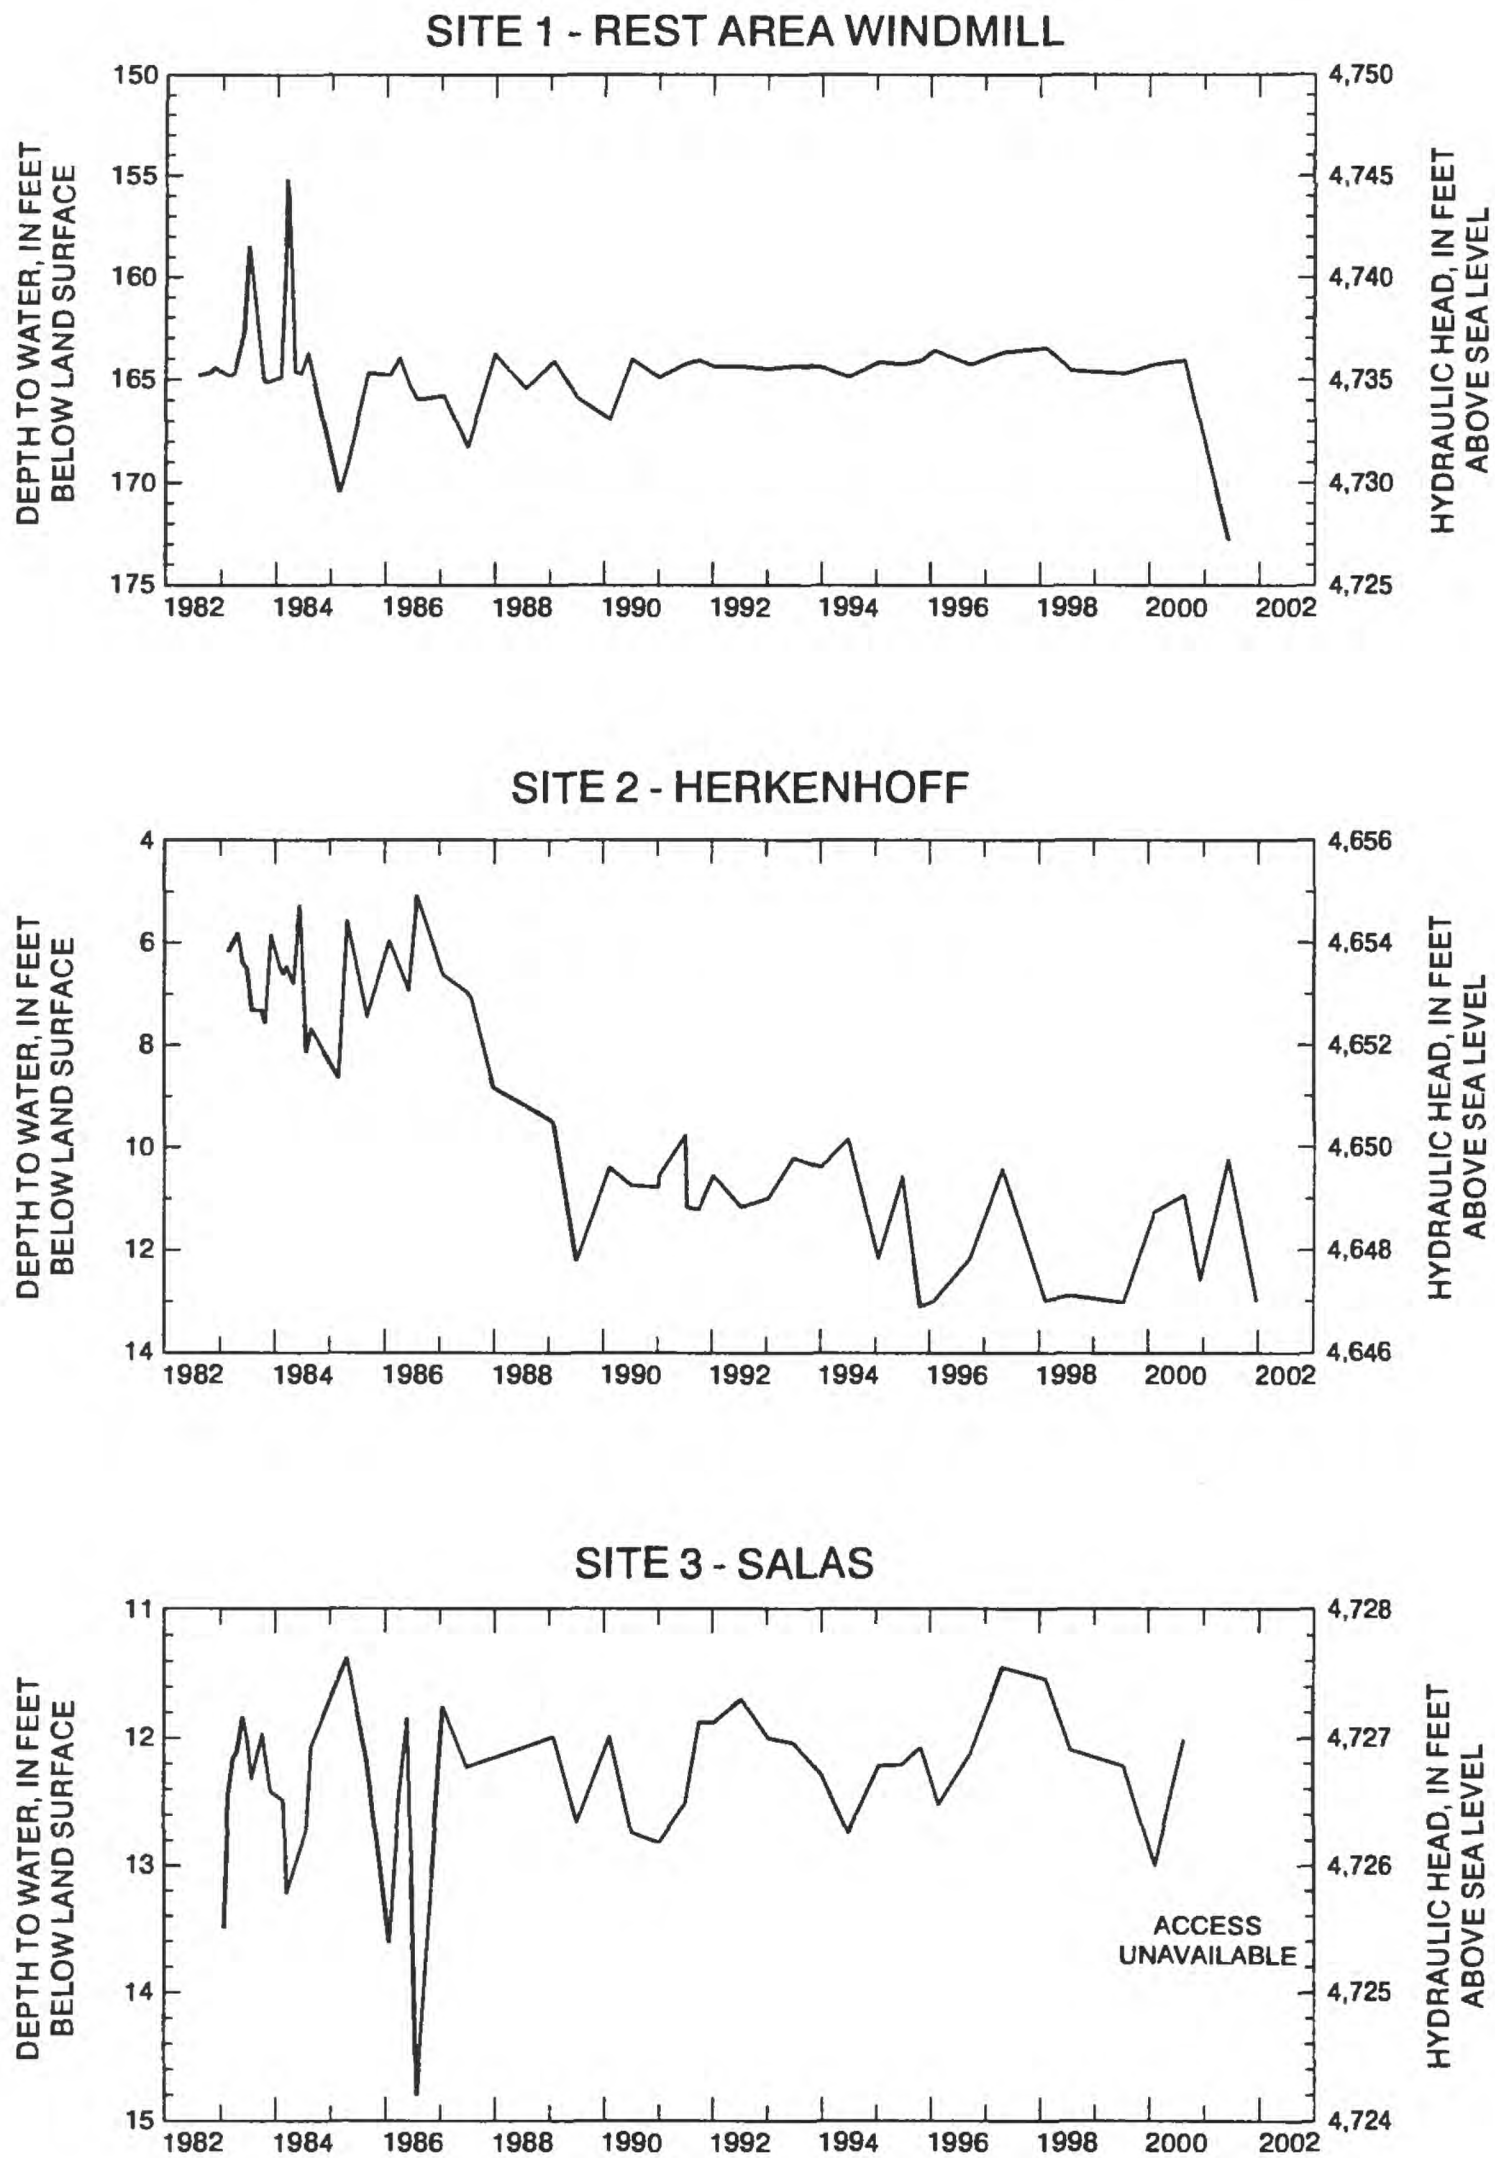 SITE 1 - REST AREA WINDMILL
DEPTH TO WATER, IN FEET
BELOW LAND SURFACE
150
155
160
165
170
175
4,750
4,745
4,740
4,735
4,730
4,725
HYDRAULIC HEAD, IN FEET
ABOVE SEA LEVEL
1982 1984 1986 1988 1990 1992 1994 1996 1998 2000 2002
SITE 2 - HERKENHOFF
DEPTH TO WATER, IN FEET
BELOW LAND SURFACE
4
6
8
10
12
14
4,656
4,654
4,652
4,650
4,648
4,646
HYDRAULIC HEAD, IN FEET
ABOVE SEA LEVEL
1982 1984 1986 1988 1990 1992 1994 1996 1998 2000 2002
SITE 3 - SALAS
DEPTH TO WATER, IN FEET
BELOW LAND SURFACE
11
12
13
14
15
ACCESS
UNAVAILABLE
4,728
4,727
4,726
4,725
4,724
HYDRAULIC HEAD, IN FEET
ABOVE SEA LEVEL
1982 1984 1986 1988 1990 1992 1994 1996 1998 2000 2002